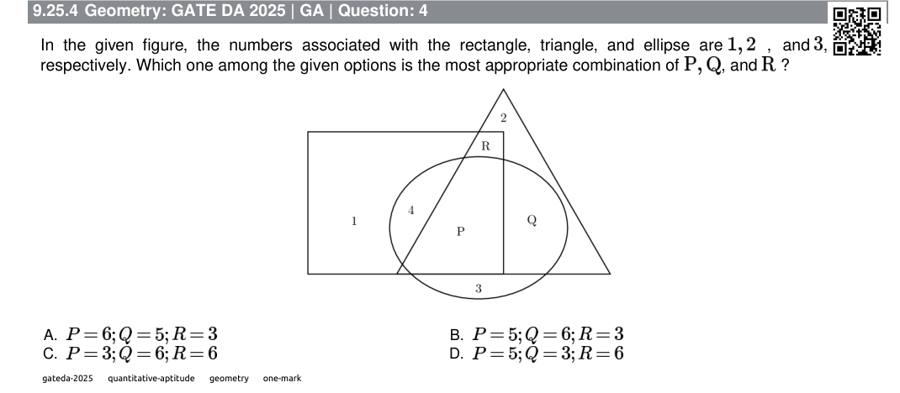 9.25.4 Geometry: GATE DA 2025 | GA | Question: 4
In the given figure, the numbers associated with the rectangle, triangle, and ellipse are 1, 2 , and 3,
respectively. Which one among the given options is the most appropriate combination of P, Q, and R ?
2
R
4
1
P
Q
3
A. P = 6; Q = 5; R = 3
B. P = 5; Q = 6; R = 3
C. P = 3; Q = 6; R = 6
D. P = 5; Q = 3; R = 6
gateda-2025 quantitative-aptitude geometry one-mark